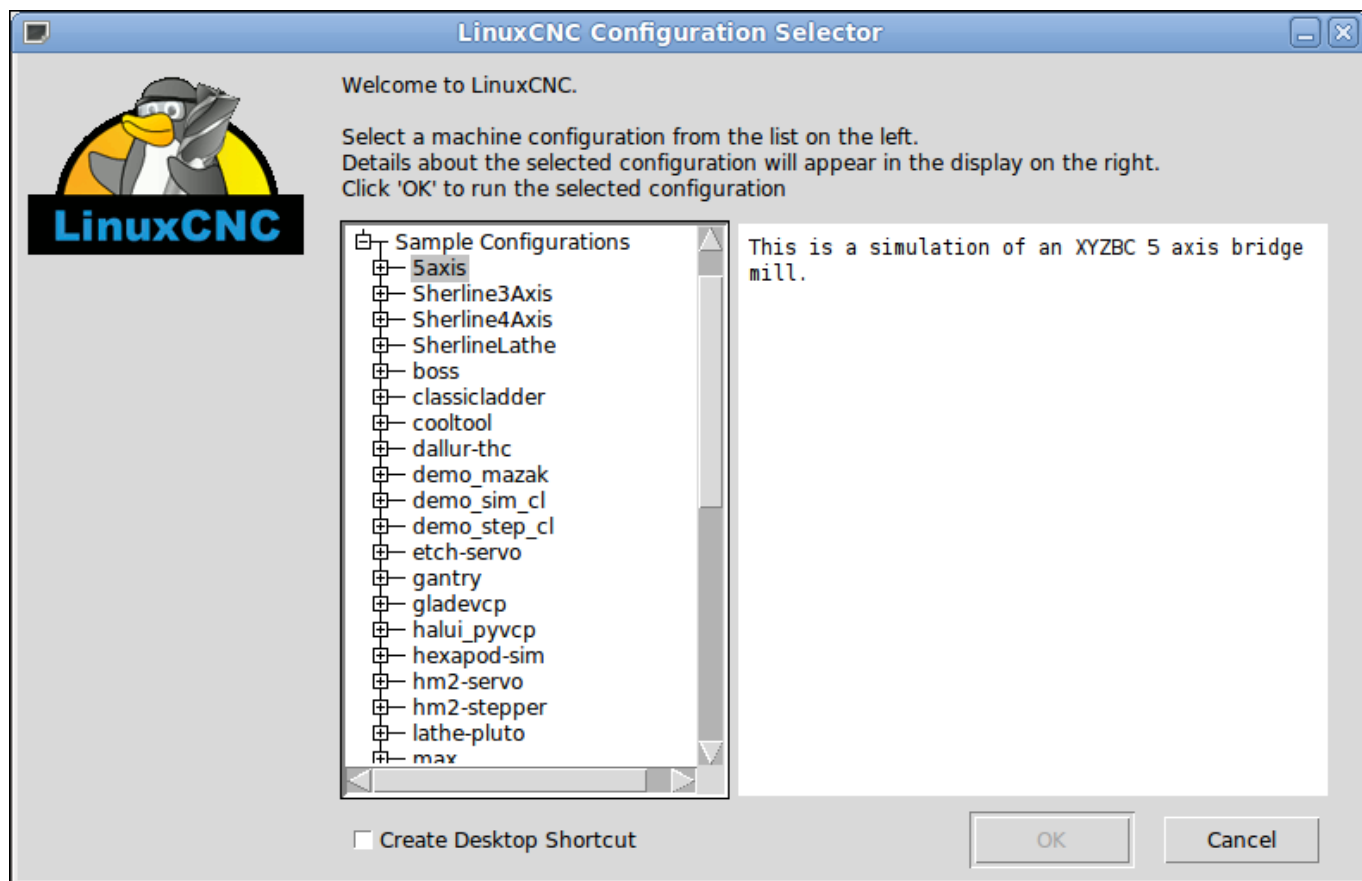 LinuxCNC Configuration Selector
LinuxCNC
Welcome to LinuxCNC.
Select a machine configuration from the list on the left.
Details about the selected configuration will appear in the display on the right.
Click 'OK' to run the selected configuration
Sample Configurations
5axis
Sherline3Axis
Sherline4Axis
SherlineLathe
boss
classicladder
cooltool
dallur-thc
demo_mazak
demo_sim_cl
demo_step_cl
etch-servo
gantry
gladevcp
halui_pyvcp
hexapod-sim
hm2-servo
hm2-stepper
lathe-pluto
max
This is a simulation of an XYZBC 5 axis bridge
mill.
Create Desktop Shortcut
OK
Cancel